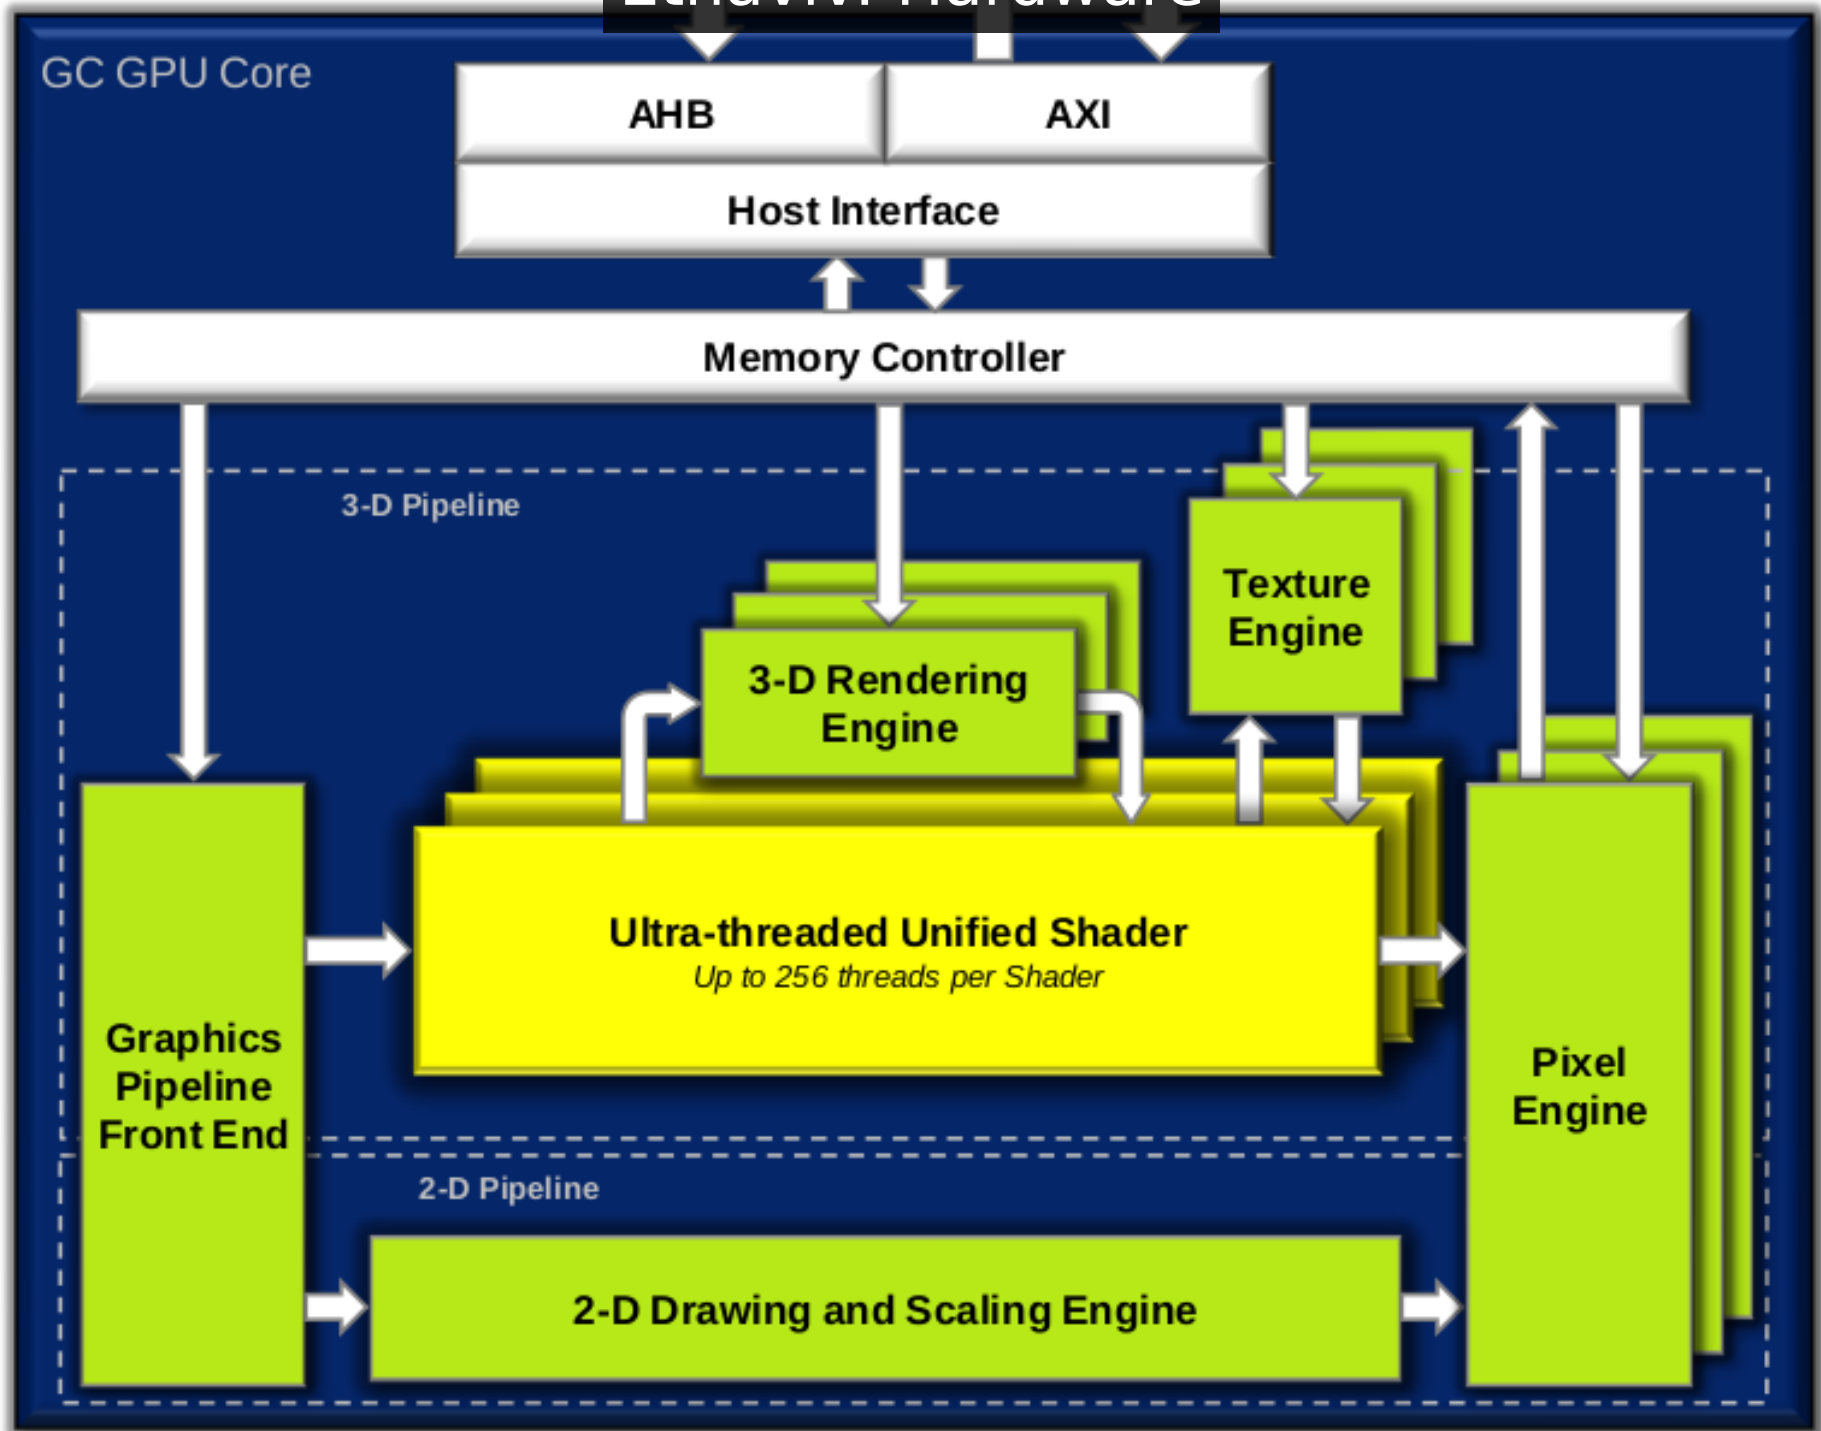 GC GPU Core
AHB
AXI
Host Interface
Memory Controller
3-D Pipeline
Texture
Engine
3-D Rendering
Engine
Ultra-threaded Unified Shader
Up to 256 threads per Shader
Graphics
Pipeline
Front End
Pixel
Engine
2-D Pipeline
2-D Drawing and Scaling Engine